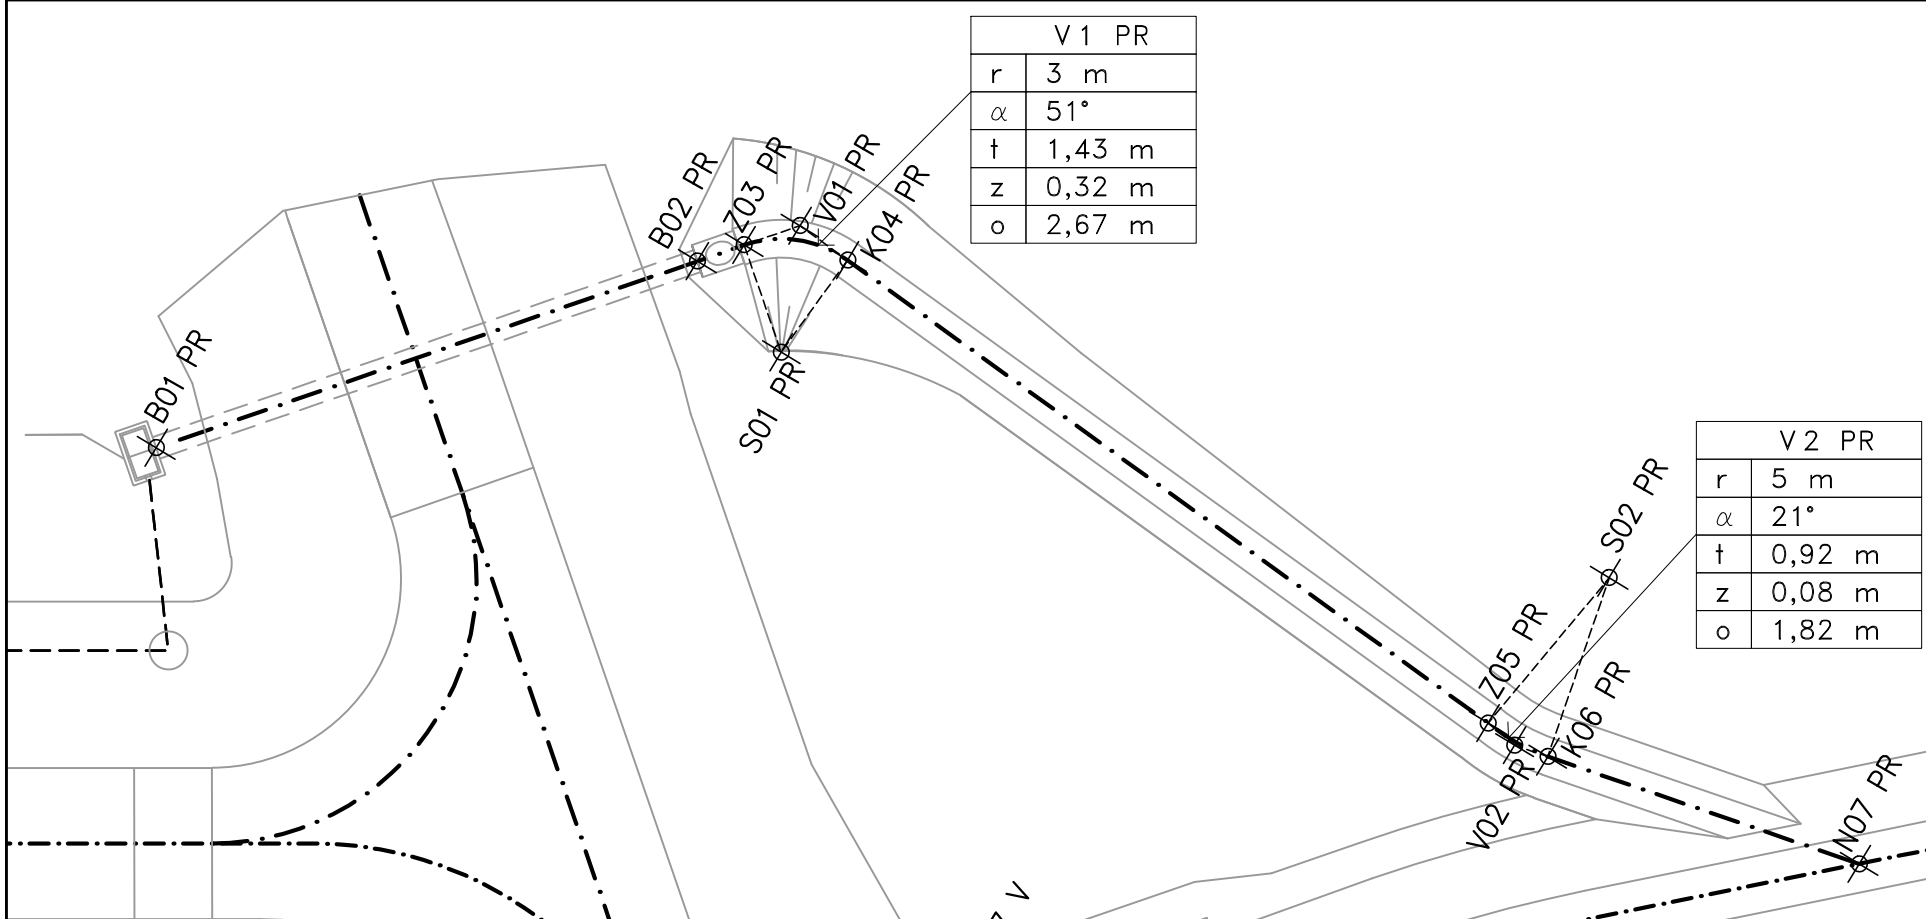 V1 PR
r 3 m
α 51°
t 1,43 m
z 0,32 m
o 2,67 m
B02 PR
Z03 PR
V01 PR
K04 PR
B01 PR
S01 PR
V2 PR
r 5 m
α 21°
t 0,92 m
z 0,08 m
o 1,82 m
S02 PR
Z05 PR
K06 PR
V02 PR
N07 PR
V